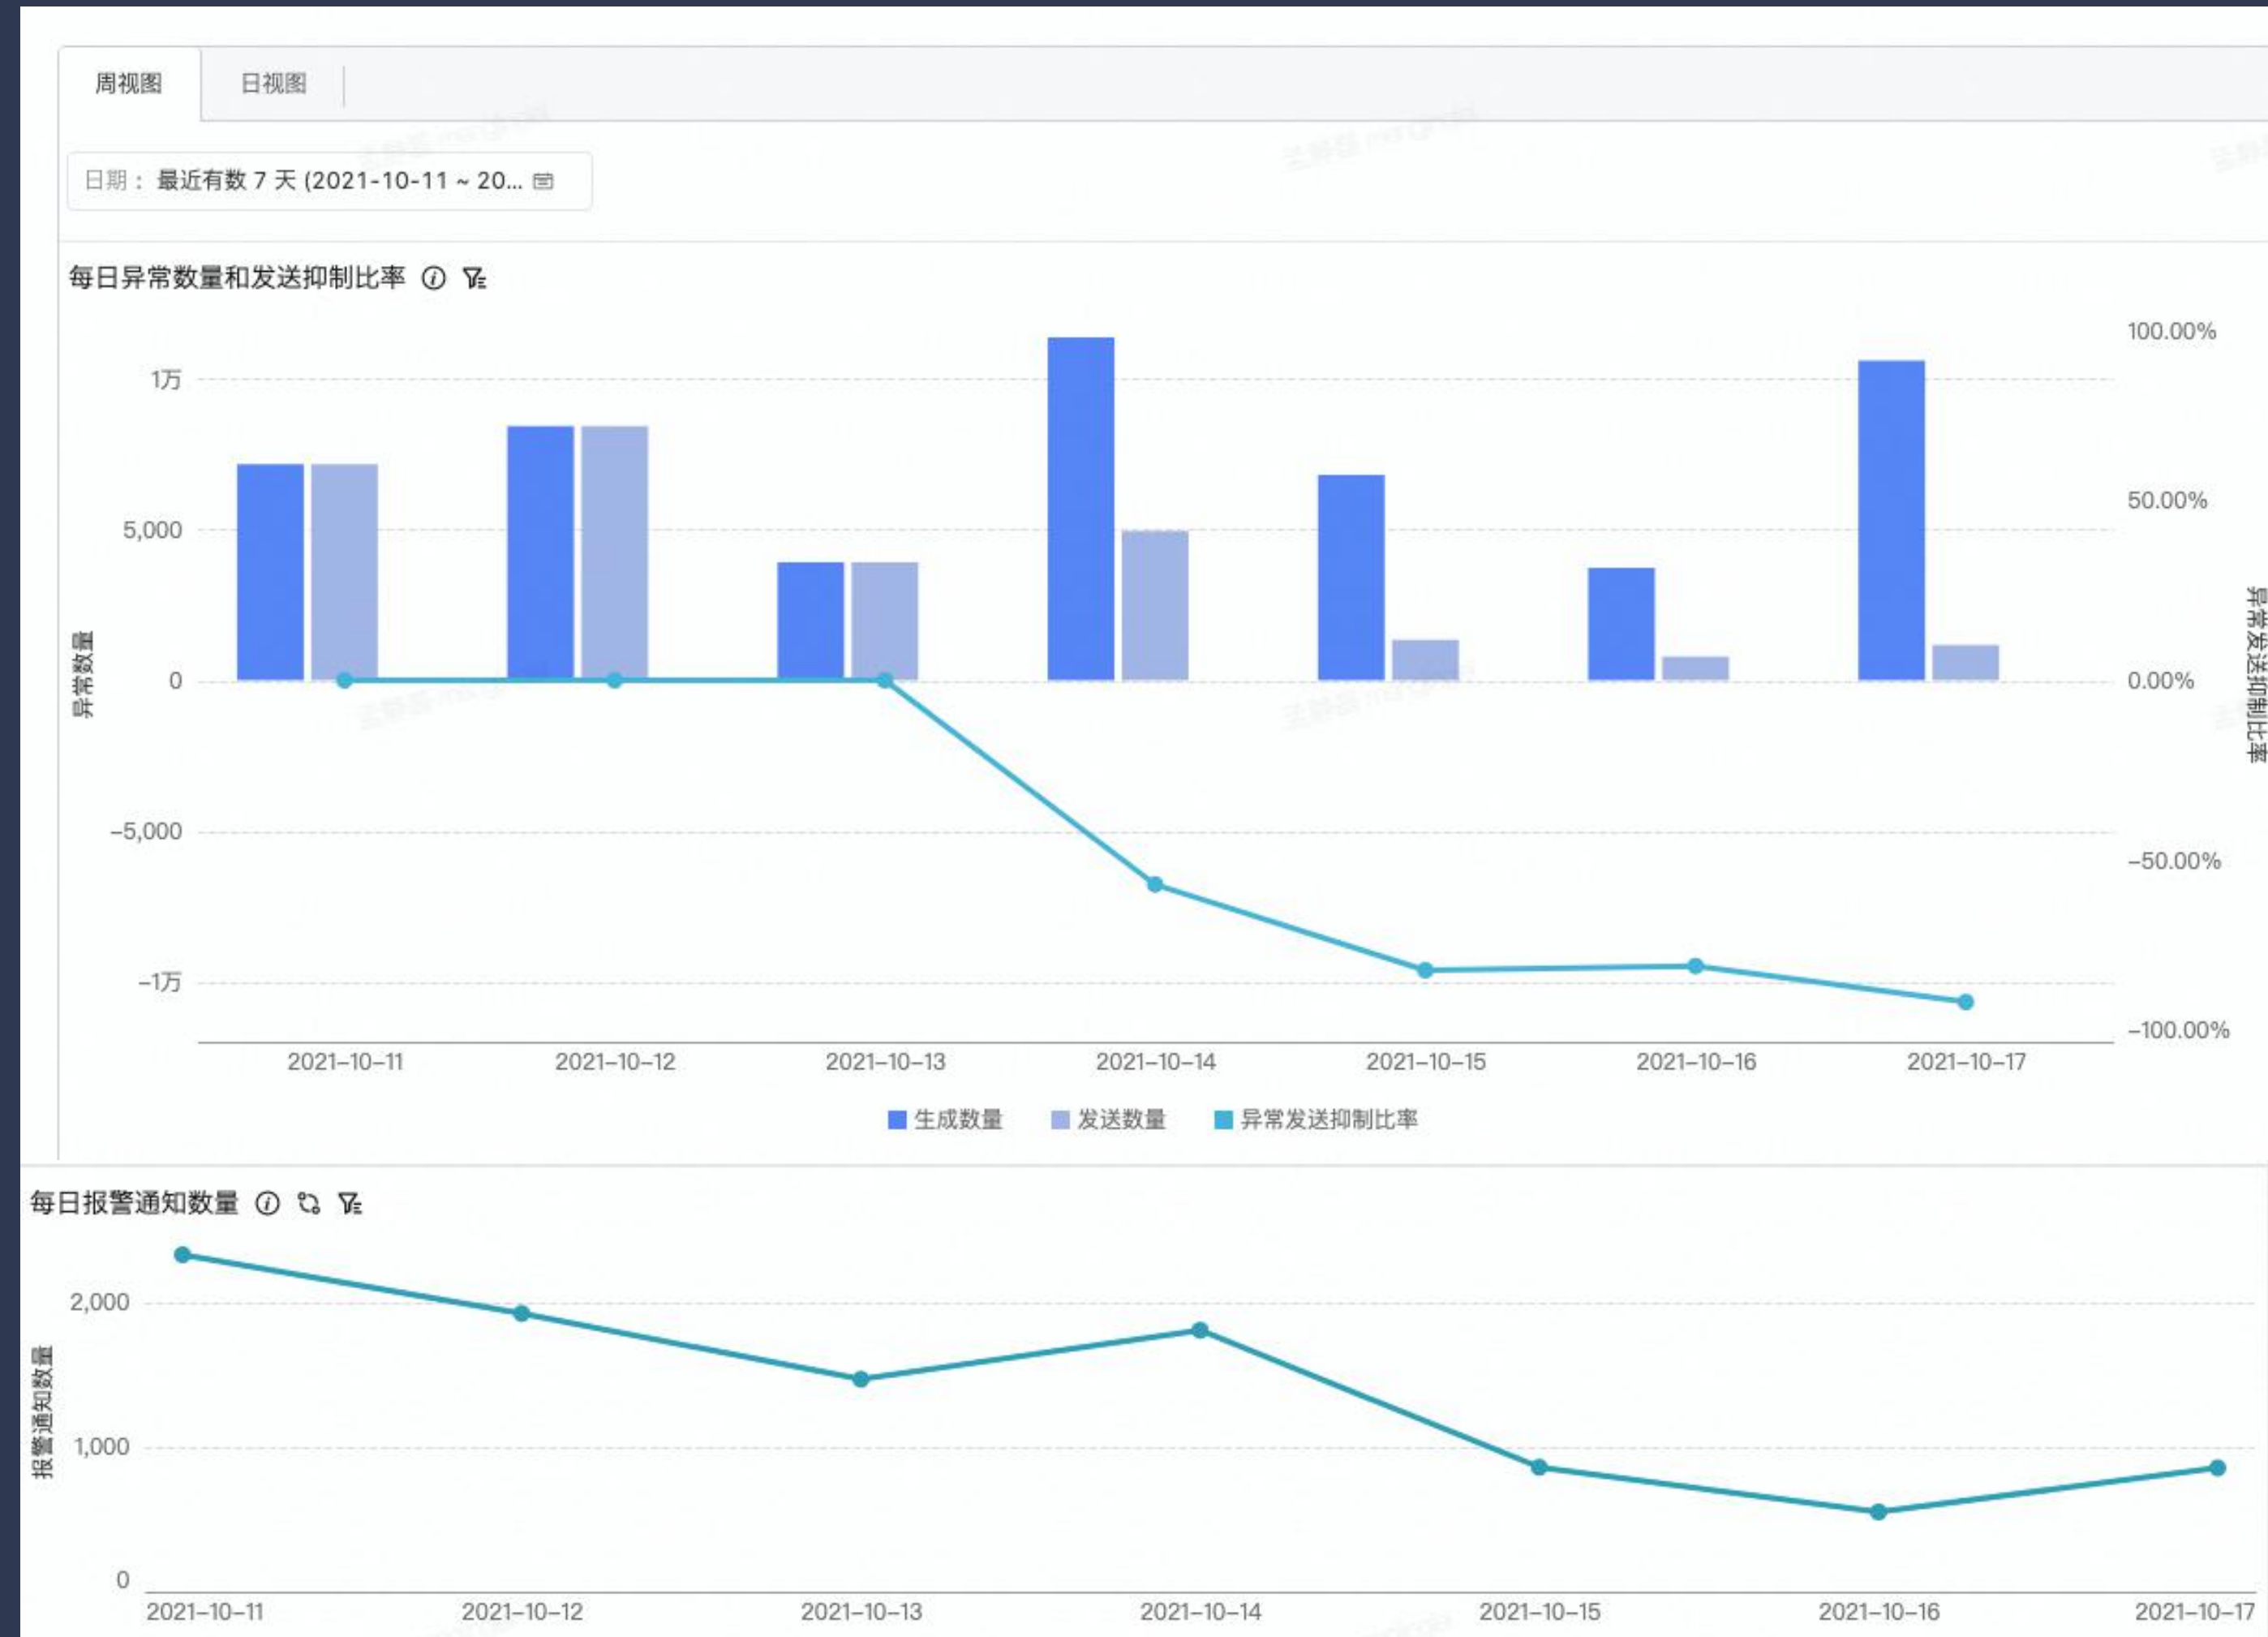 周视图 日视图
日期： 最近有数 7 天 (2021-10-11 ~ 20...
每日异常数量和发送抑制比率
100.00%
1万
50.00%
5,000
异常数量
异常发送抑制比率
0
0.00%
-5,000
-50.00%
-1万
-100.00%
2021-10-11 2021-10-12 2021-10-13 2021-10-14 2021-10-15 2021-10-16 2021-10-17
生成数量 发送数量 异常发送抑制比率
每日报警通知数量
2,000
报警通知数量
1,000
0
2021-10-11 2021-10-12 2021-10-13 2021-10-14 2021-10-15 2021-10-16 2021-10-17